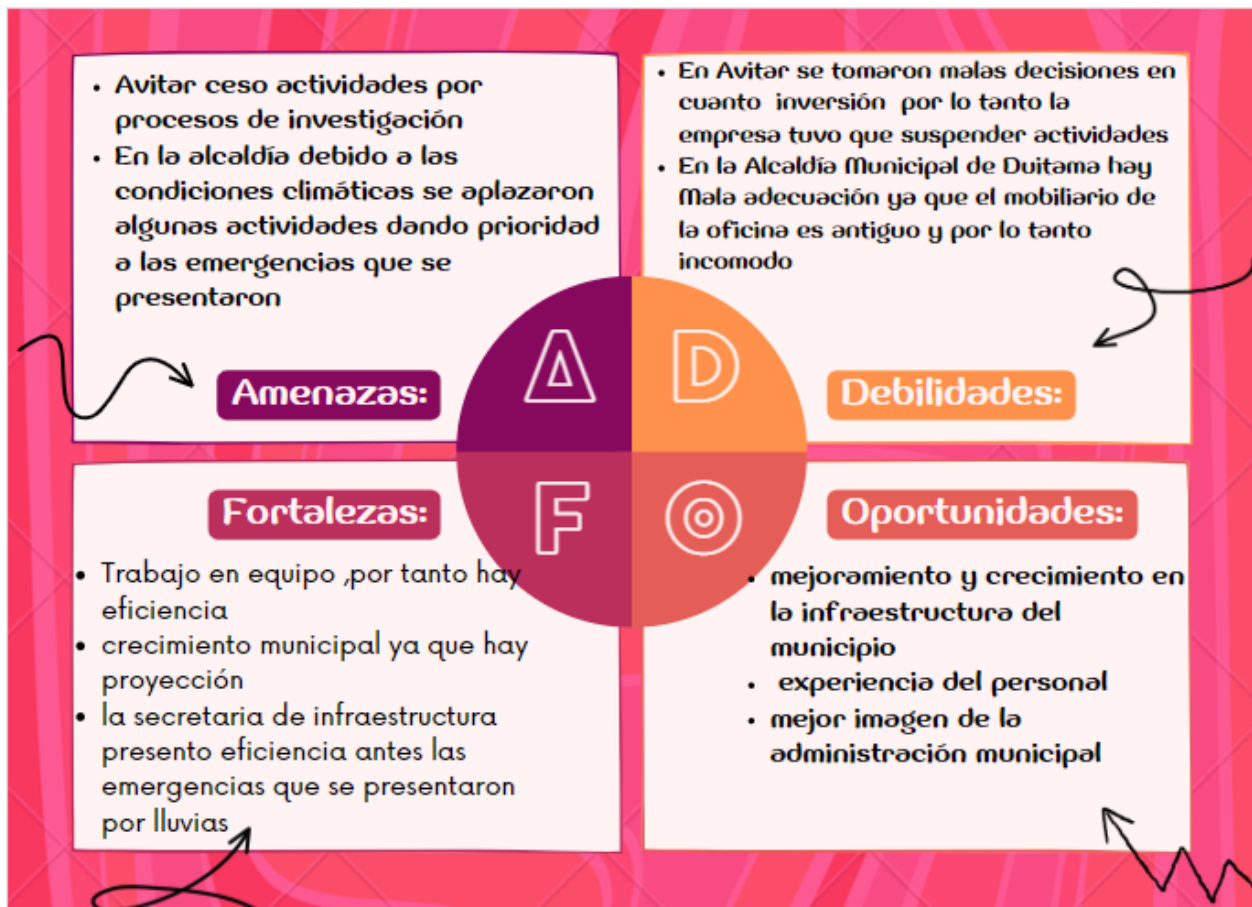 Avitar ceso actividades por
procesos de investigación
En la alcaldía debido a las
condiciones climáticas se aplazaron
algunas actividades dando prioridad
a las emergencias que se
presentaron
Amenazas:
En Avitar se tomaron malas decisiones en
cuanto inversión por lo tanto la
empresa tuvo que suspender actividades
En la Alcaldía Municipal de Duitama hay
Mala adecuación ya que el mobiliario de
la oficina es antiguo y por lo tanto
incomodo
Debilidades:
A
D
F
O
Fortalezas:
Trabajo en equipo ,por tanto hay
eficiencia
crecimiento municipal ya que hay
proyección
la secretaria de infraestructura
presento eficiencia antes las
emergencias que se presentaron
por lluvias
Oportunidades:
mejoramiento y crecimiento en
la infraestructura del
municipio
experiencia del personal
mejor imagen de la
administración municipal